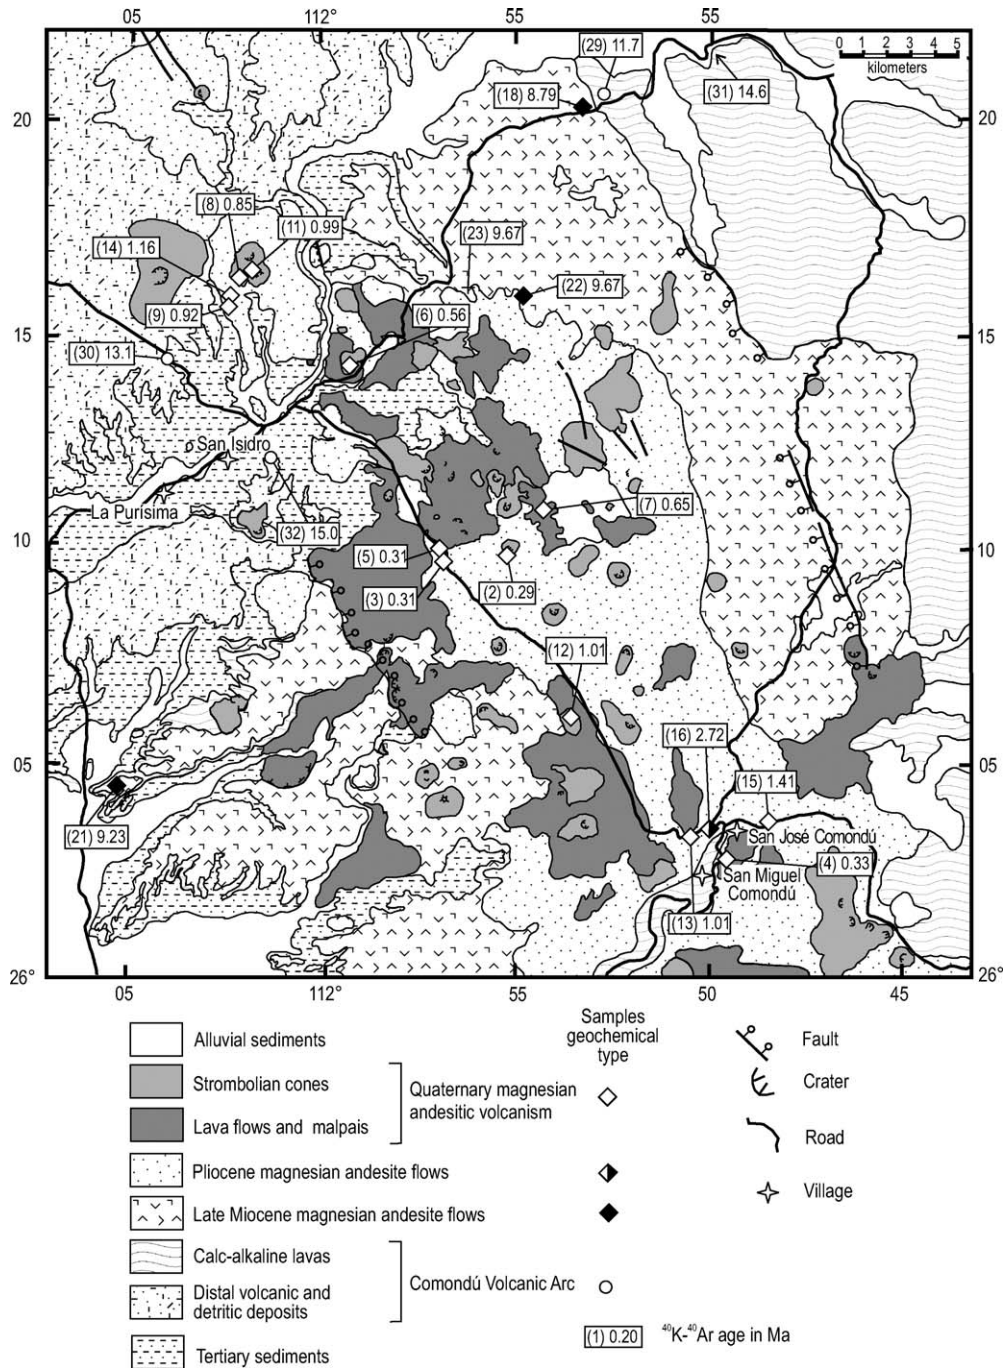 05 112° 55 55
0 1 2 3 4 5
kilometers
(29) 11.7
(18) 8.79
(31) 14.6
20 20
(8) 0.85
(11) 0.99
(23) 9.67
(14) 1.16
(22) 9.67
(9) 0.92
(6) 0.56
15 15
(30) 13.1
San Isidro
(7) 0.65
La Purísima
(32) 15.0
10 10
(5) 0.31
(3) 0.31
(2) 0.29
(12) 1.01
(16) 2.72
05 05
(15) 1.41
(21) 9.23
San José Comondú
(4) 0.33
San Miguel
Comondú
(13) 1.01
26° 26°
05 112° 55 50 45
Samples
geochemical
type
Alluvial sediments
Strombolian cones
Lava flows and malpais
Quaternary magnesian
andesitic volcanism
Pliocene magnesian andesite flows
Late Miocene magnesian andesite flows
Calc-alkaline lavas
Distal volcanic and
detritic deposits
Comondú Volcanic Arc
Tertiary sediments
(1) 0.20 ⁴⁰K-⁴⁰Ar age in Ma
Fault
Crater
Road
Village